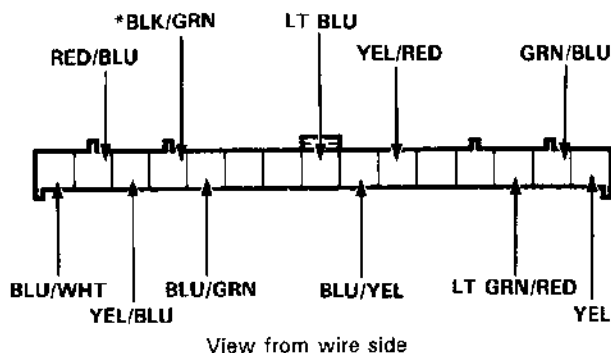 *BLK/GRN
LT BLU
RED/BLU
YEL/RED
GRN/BLU
BLU/WHT
BLU/GRN
BLU/YEL
LT GRN/RED
YEL/BLU
YEL
View from wire side